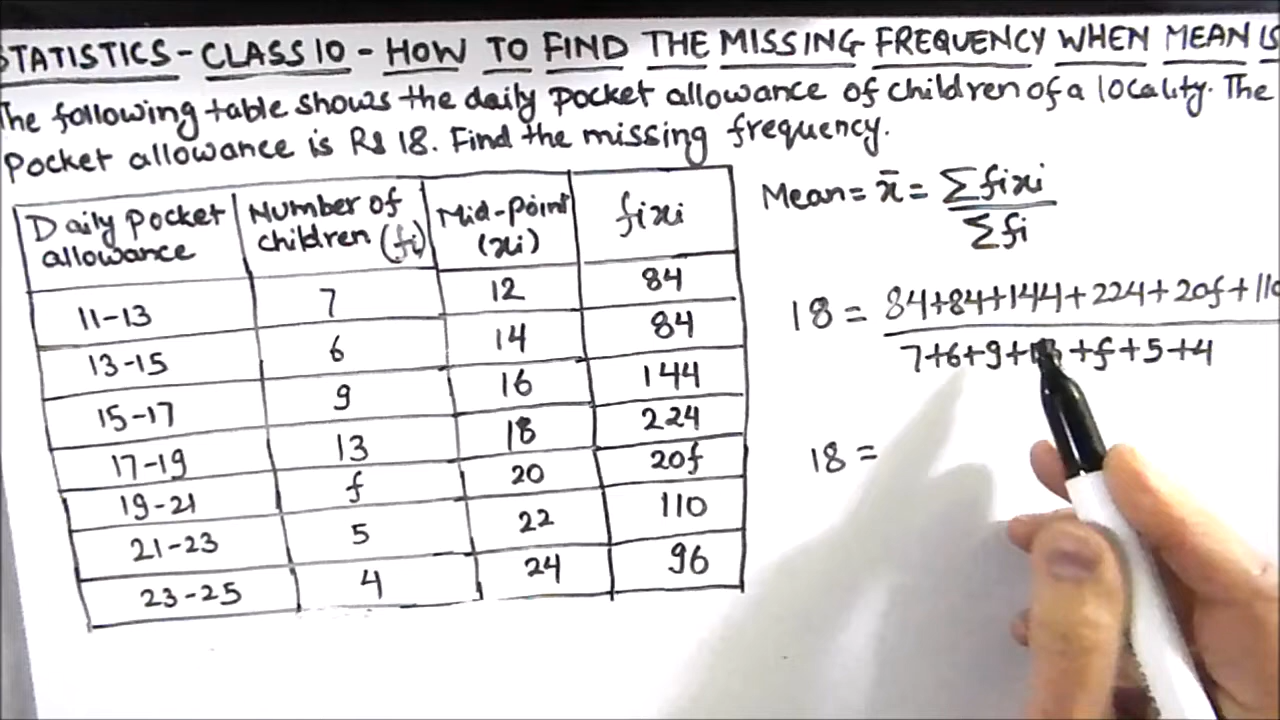 STATISTICS - CLASS 10 - HOW TO FIND THE MISSING FREQUENCY WHEN MEAN IS
The following table shows the daily pocket allowance of children of a locality. The
pocket allowance is Rs 18. Find the missing frequency.
Daily pocket allowance | Number of children (fi) | Mid-point (xi) | fixi
11-13 | 7 | 12 | 84
13-15 | 6 | 14 | 84
15-17 | 9 | 16 | 144
17-19 | 13 | 18 | 224
19-21 | f | 20 | 20f
21-23 | 5 | 22 | 110
23-25 | 4 | 24 | 96
Mean = x̄ = Σfixi / Σfi
18 = 84+84+144+224+20f+110
7+6+9+ +f+5+4
18 =